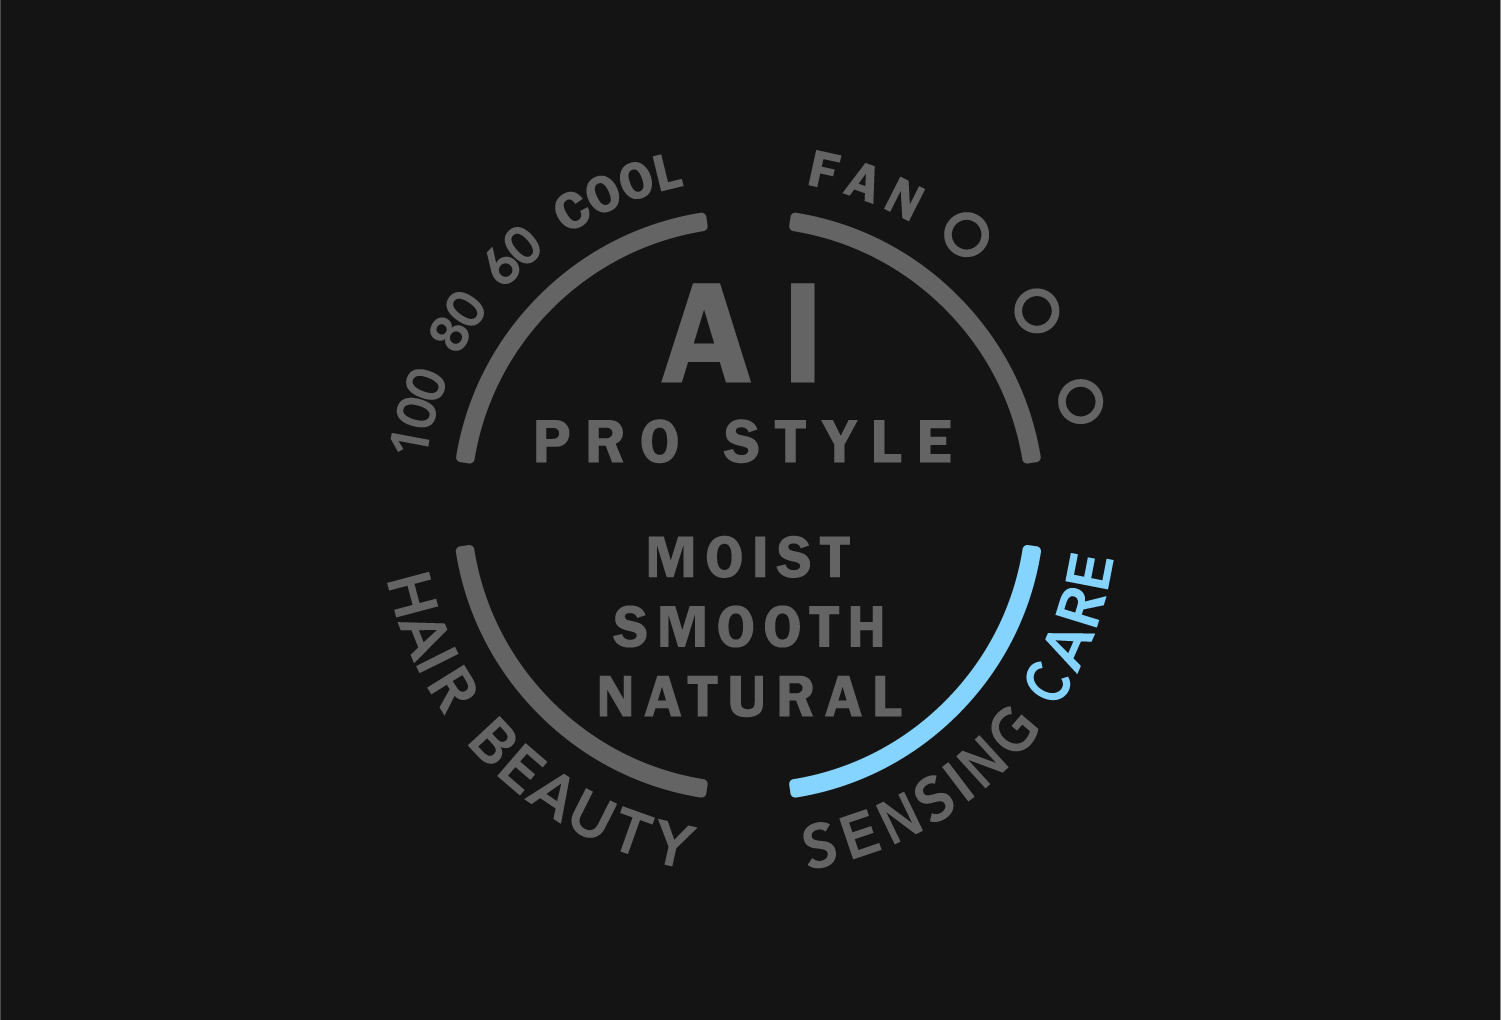 100 80 60 COOL
FAN
AI
PRO STYLE
MOIST
SMOOTH
NATURAL
HAIR BEAUTY
SENSING CARE